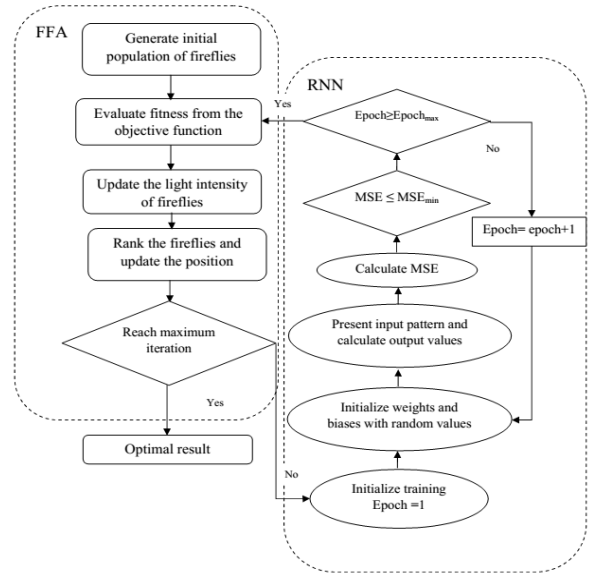 FFA
Generate initial
population of fireflies
Evaluate fitness from the
objective function
Update the light intensity
of fireflies
Rank the fireflies and
update the position
Reach maximum
iteration
Yes
Optimal result
No
RNN
Yes
Epoch≥Epochmax
No
MSE ≤ MSEmin
Epoch= epoch+1
Calculate MSE
Present input pattern and
calculate output values
Initialize weights and
biases with random values
Initialize training
Epoch =1